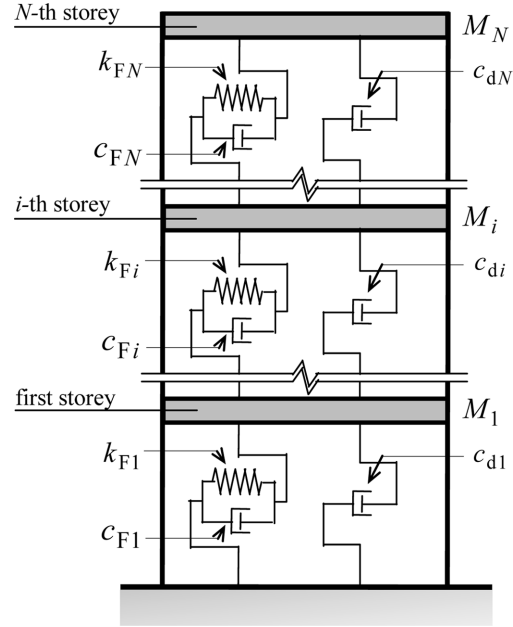 N-th storey
M_N
k_FN
c_dN
c_FN
i-th storey
M_i
k_Fi
c_di
c_Fi
first storey
M_1
k_F1
c_d1
c_F1